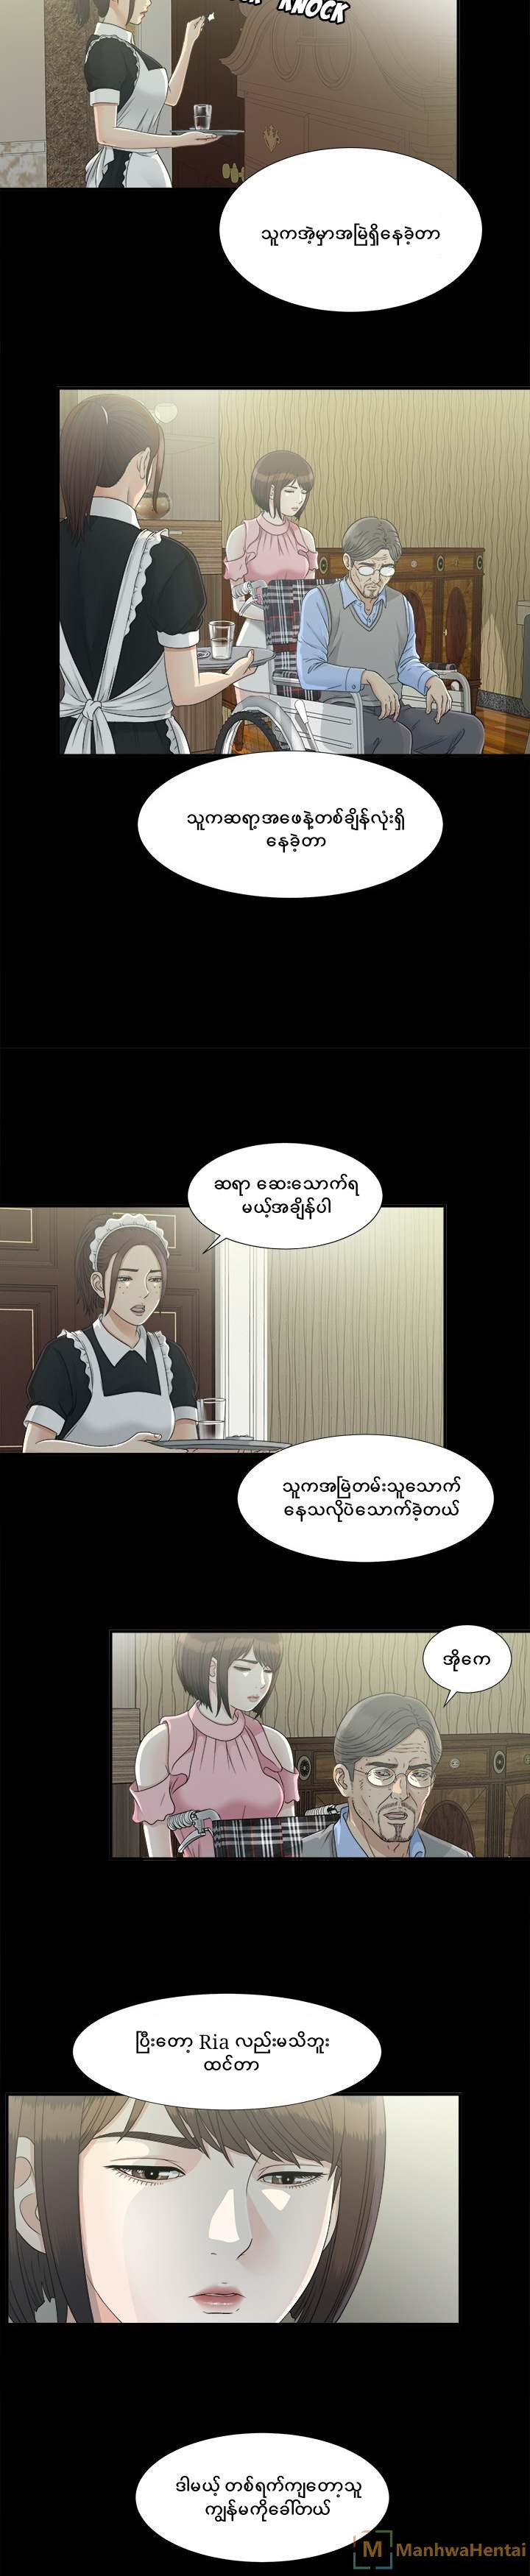 KNOCK
သူကအဲ့မှာအမြဲရှိနေခဲ့တာ
သူကဆရာ့အဖေနဲ့တစ်ချိန်လုံးရှိ
နေခဲ့တာ
ဆရာ ဆေးသောက်ရ
မယ့်အချိန်ပါ
သူကအမြဲတမ်းသူသောက်
နေသလိုပဲသောက်ခဲ့တယ်
အိုကေ
ပြီးတော့ Ria လည်းမသိဘူး
ထင်တာ
ဒါမယ့် တစ်ရက်ကျတော့သူ
ကျွန်မကိုခေါ်တယ်
M ManhwaHentai